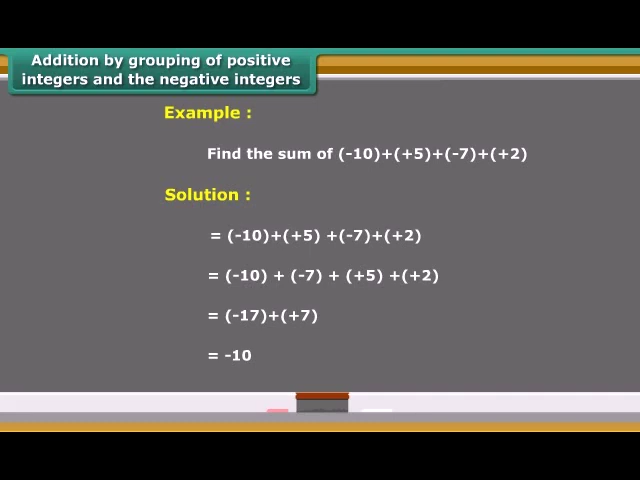 Addition by grouping of positive
integers and the negative integers
Example :
Find the sum of (-10)+(+5)+(-7)+(+2)
Solution :
= (-10)+(+5) +(-7)+(+2)
= (-10) + (-7) + (+5) +(+2)
= (-17)+(+7)
= -10